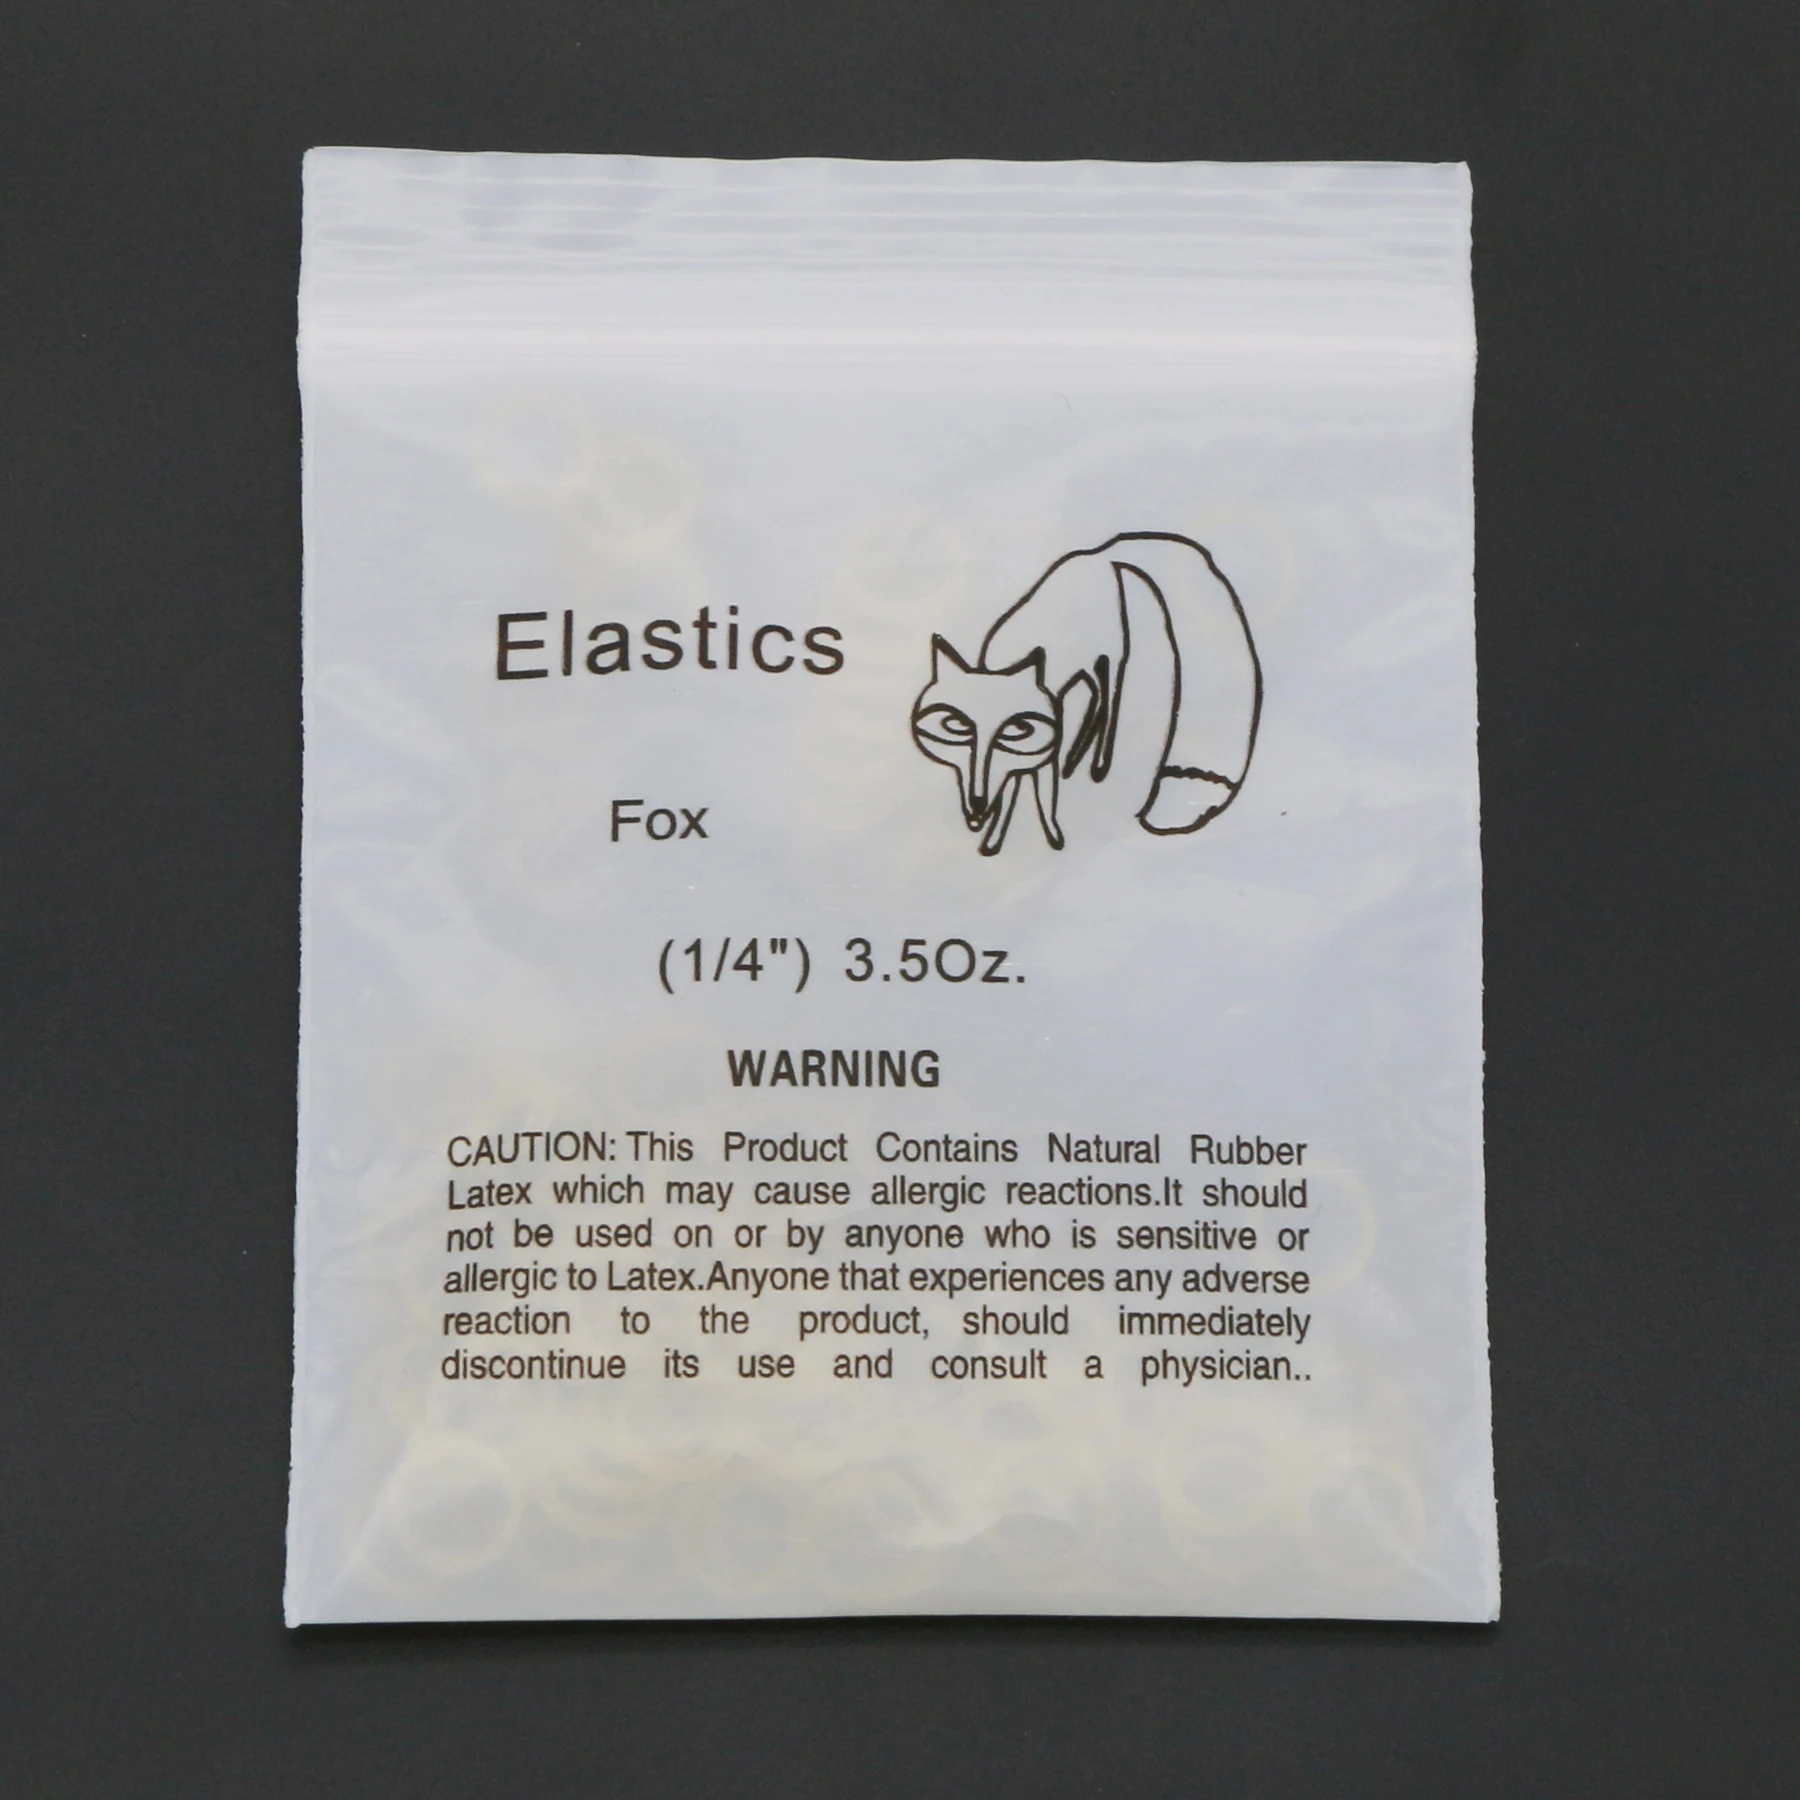 Elastics
Fox
(1/4") 3.5Oz.
WARNING
CAUTION: This Product Contains Natural Rubber
Latex which may cause allergic reactions.It should
not be used on or by anyone who is sensitive or
allergic to Latex.Anyone that experiences any adverse
reaction to the product, should immediately
discontinue its use and consult a physician..